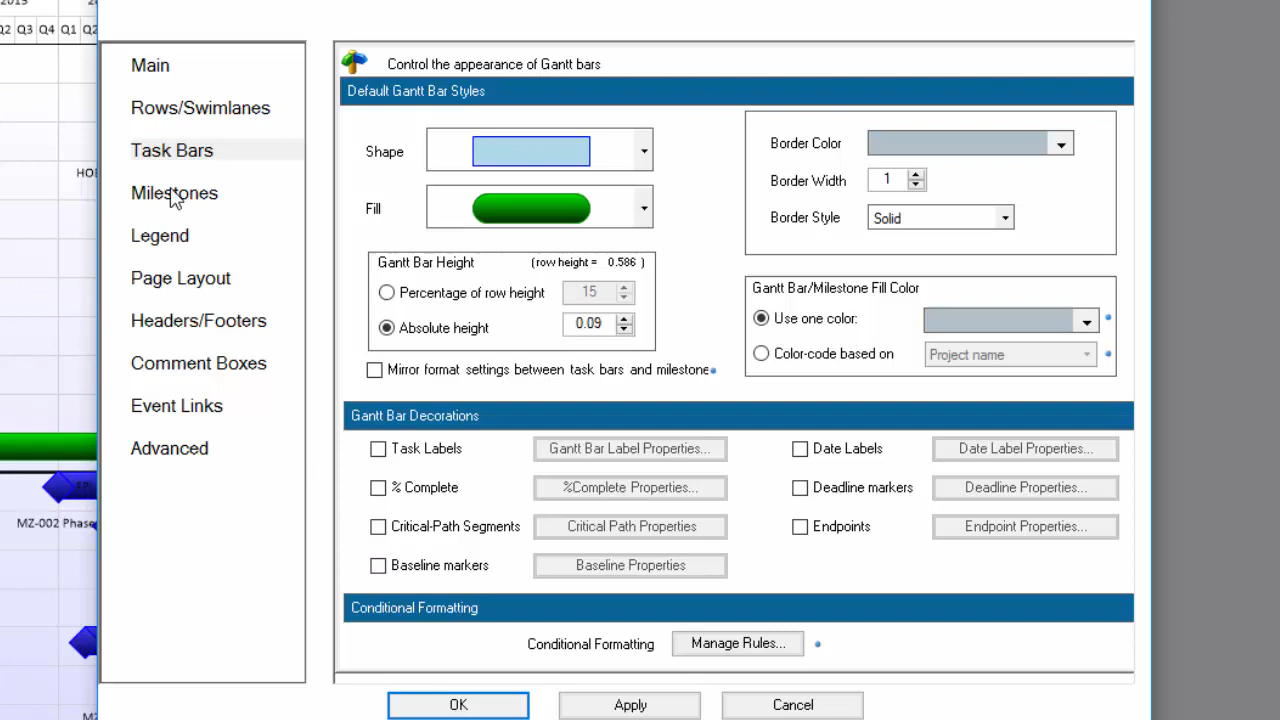 2015
Q2 Q3 Q4 Q1 Q2
Main
Rows/Swimlanes
Task Bars
Milestones
Legend
Page Layout
Headers/Footers
Comment Boxes
Event Links
Advanced
Control the appearance of Gantt bars
Default Gantt Bar Styles
Shape
Fill
Border Color
Border Width 1
Border Style Solid
Gantt Bar Height (row height = 0.586 )
Percentage of row height 15
Absolute height 0.09
Mirror format settings between task bars and milestone
Gantt Bar/Milestone Fill Color
Use one color:
Color-code based on Project name
Gantt Bar Decorations
Task Labels Gantt Bar Label Properties... Date Labels Date Label Properties...
% Complete %Complete Properties... Deadline markers Deadline Properties...
Critical-Path Segments Critical Path Properties Endpoints Endpoint Properties...
Baseline markers Baseline Properties
Conditional Formatting
Conditional Formatting Manage Rules...
OK Apply Cancel
MZ-002 Phase